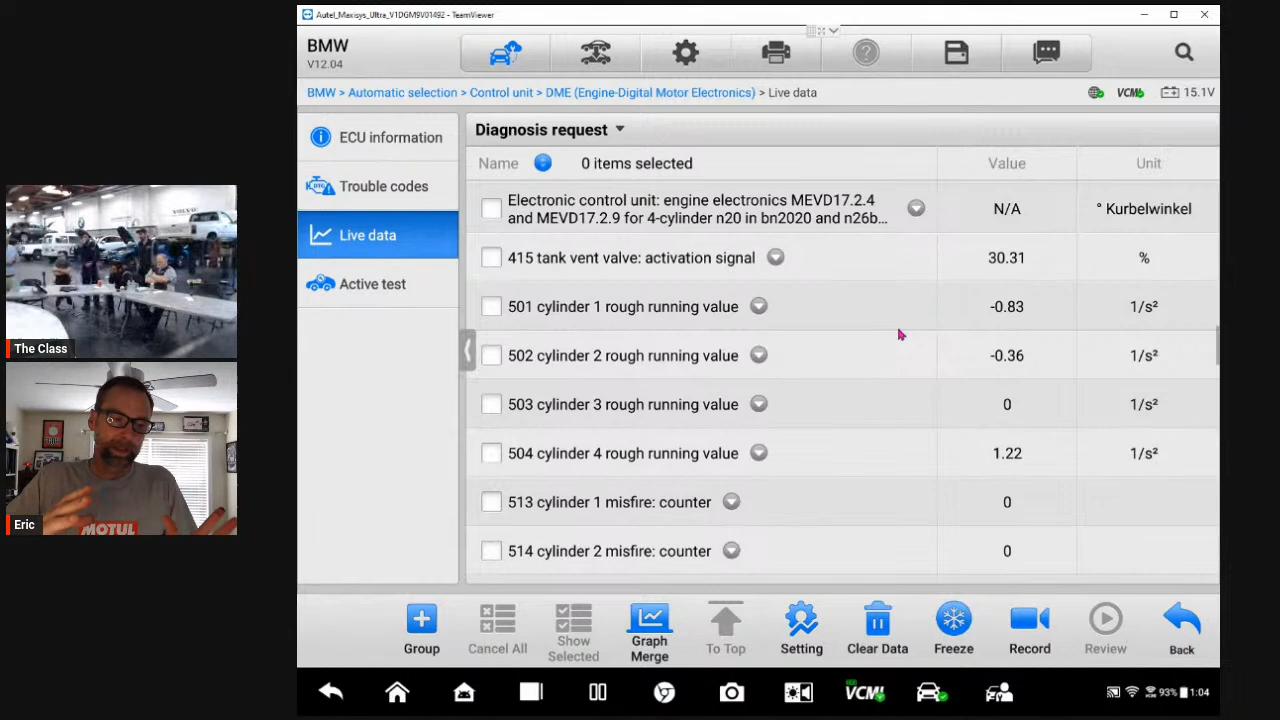 Autel_Maxisys_Ultra_V1DGM9V01492 - TeamViewer
BMW
V12.04
BMW > Automatic selection > Control unit > DME (Engine-Digital Motor Electronics) > Live data
VCMI
15.1V
ECU information
Trouble codes
Live data
Active test
Diagnosis request
Name 0 items selected Value Unit
Electronic control unit: engine electronics MEVD17.2.4
and MEVD17.2.9 for 4-cylinder n20 in bn2020 and n26b...
N/A ° Kurbelwinkel
415 tank vent valve: activation signal 30.31 %
501 cylinder 1 rough running value -0.83 1/s²
502 cylinder 2 rough running value -0.36 1/s²
503 cylinder 3 rough running value 0 1/s²
504 cylinder 4 rough running value 1.22 1/s²
513 cylinder 1 misfire: counter 0
514 cylinder 2 misfire: counter 0
Group
Cancel All
Show
Selected
Graph
Merge
To Top
Setting
Clear Data
Freeze
Record
Review
Back
VCMI
93% 1:04
VOLVO
The Class
MOTUL
Eric